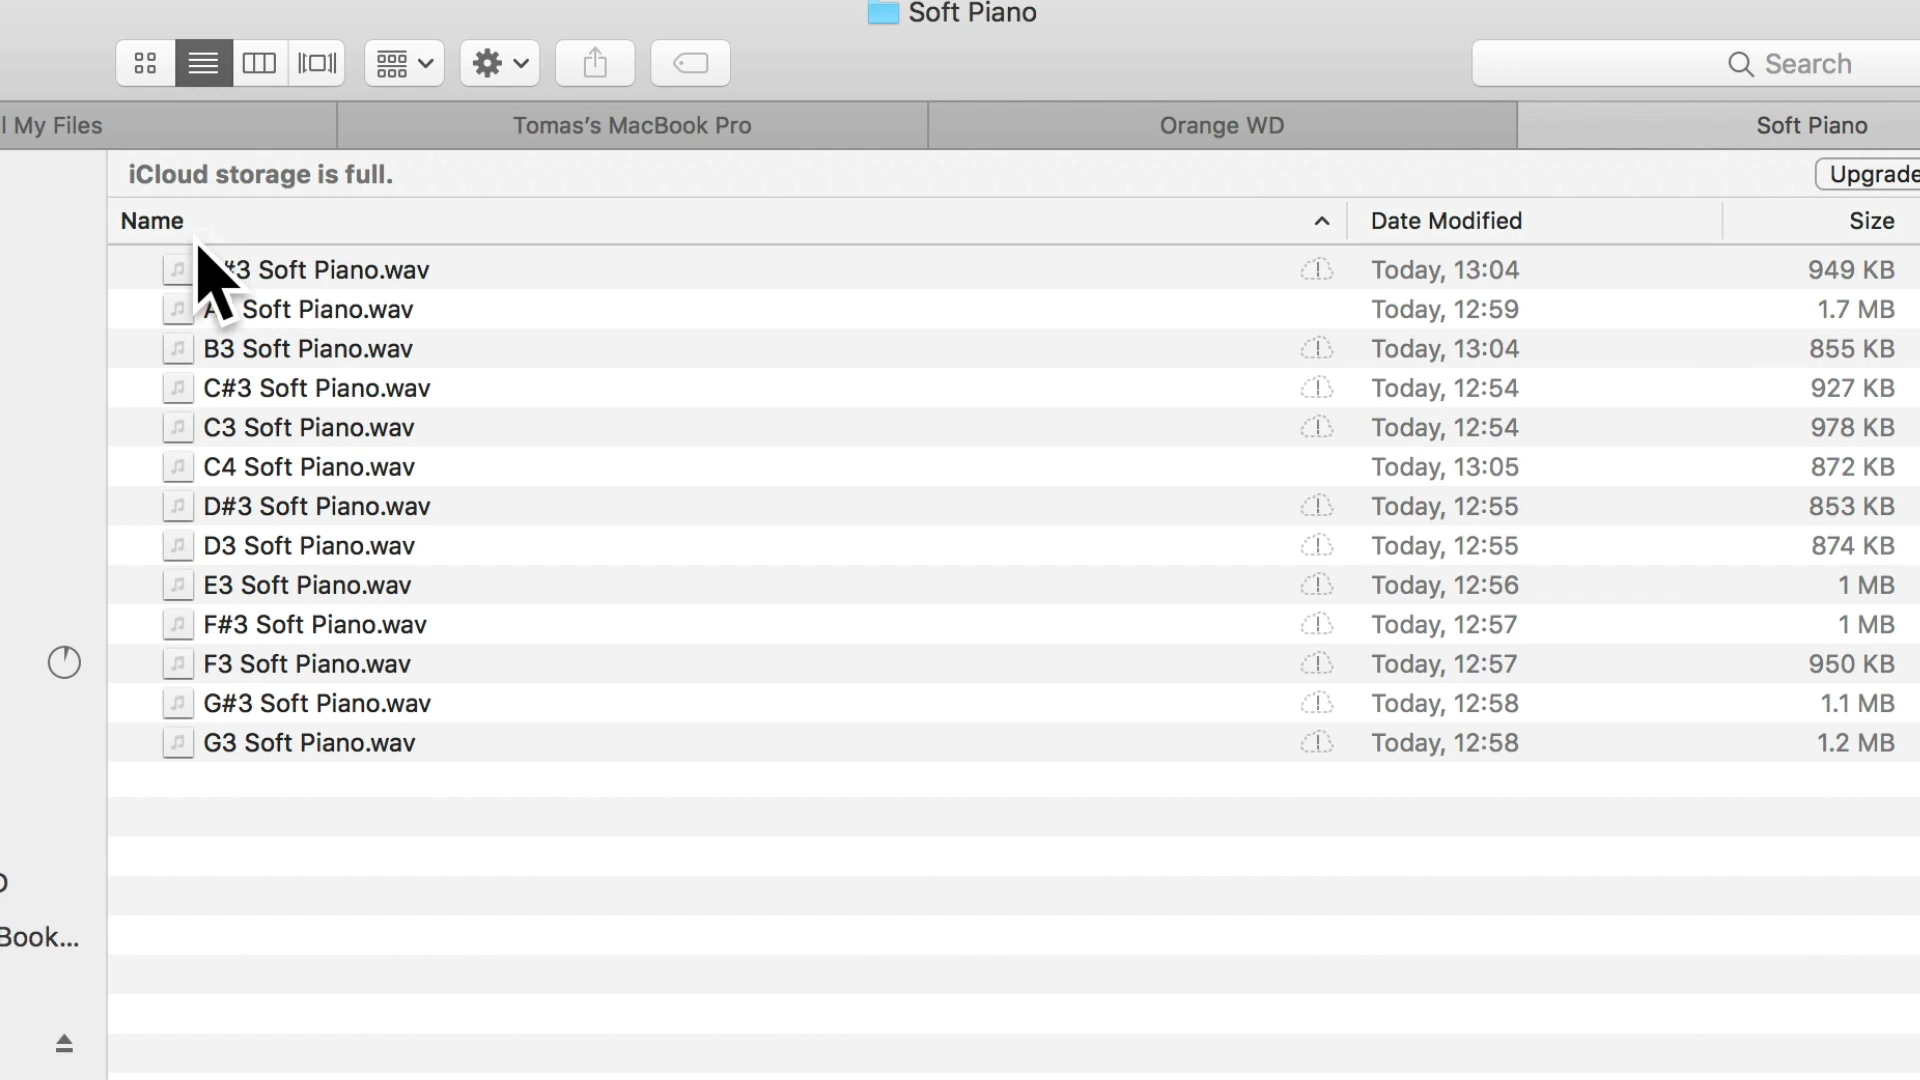 Soft Piano
Search
l My Files
Tomas's MacBook Pro
Orange WD
Soft Piano
iCloud storage is full.
Upgrade
Name
Date Modified
Size
#3 Soft Piano.wav
Today, 13:04
949 KB
Soft Piano.wav
Today, 12:59
1.7 MB
B3 Soft Piano.wav
Today, 13:04
855 KB
C#3 Soft Piano.wav
Today, 12:54
927 KB
C3 Soft Piano.wav
Today, 12:54
978 KB
C4 Soft Piano.wav
Today, 13:05
872 KB
D#3 Soft Piano.wav
Today, 12:55
853 KB
D3 Soft Piano.wav
Today, 12:55
874 KB
E3 Soft Piano.wav
Today, 12:56
1 MB
F#3 Soft Piano.wav
Today, 12:57
1 MB
F3 Soft Piano.wav
Today, 12:57
950 KB
G#3 Soft Piano.wav
Today, 12:58
1.1 MB
G3 Soft Piano.wav
Today, 12:58
1.2 MB
Book...